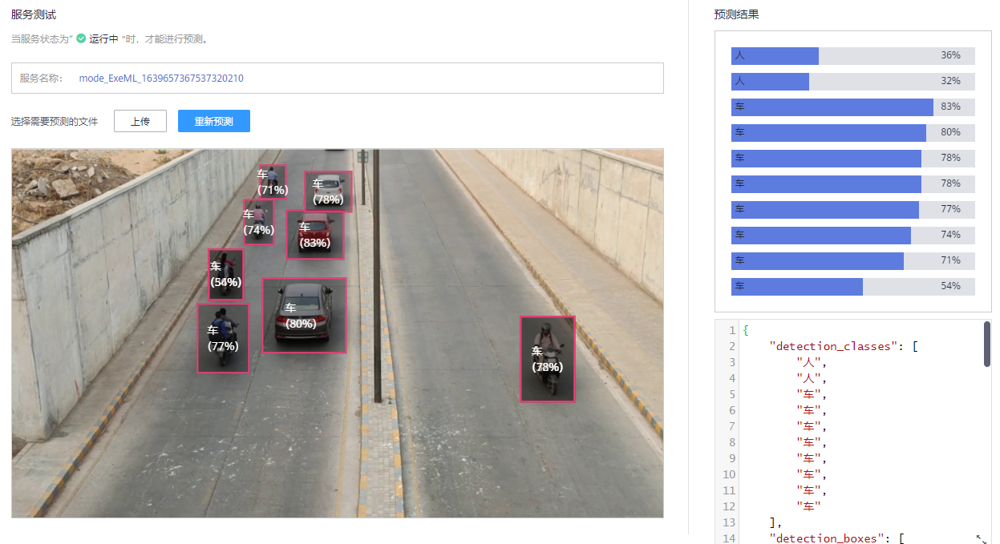 服务测试
当服务状态为“ 运行中 ”时，才能进行预测。
服务名称： mode_ExeML_1639657367537320210
选择需要预测的文件 上传 重新预测
车
(71%)
车
(78%)
车
(74%)
车
(83%)
车
(54%)
车
(80%)
车
(77%)
车
(78%)
预测结果
人 36%
人 32%
车 83%
车 80%
车 78%
车 78%
车 77%
车 74%
车 71%
车 54%
1 {
2 "detection_classes": [
3 "人",
4 "人",
5 "车",
6 "车",
7 "车",
8 "车",
9 "车",
10 "车",
11 "车",
12 "车"
13 ],
14 "detection_boxes": [